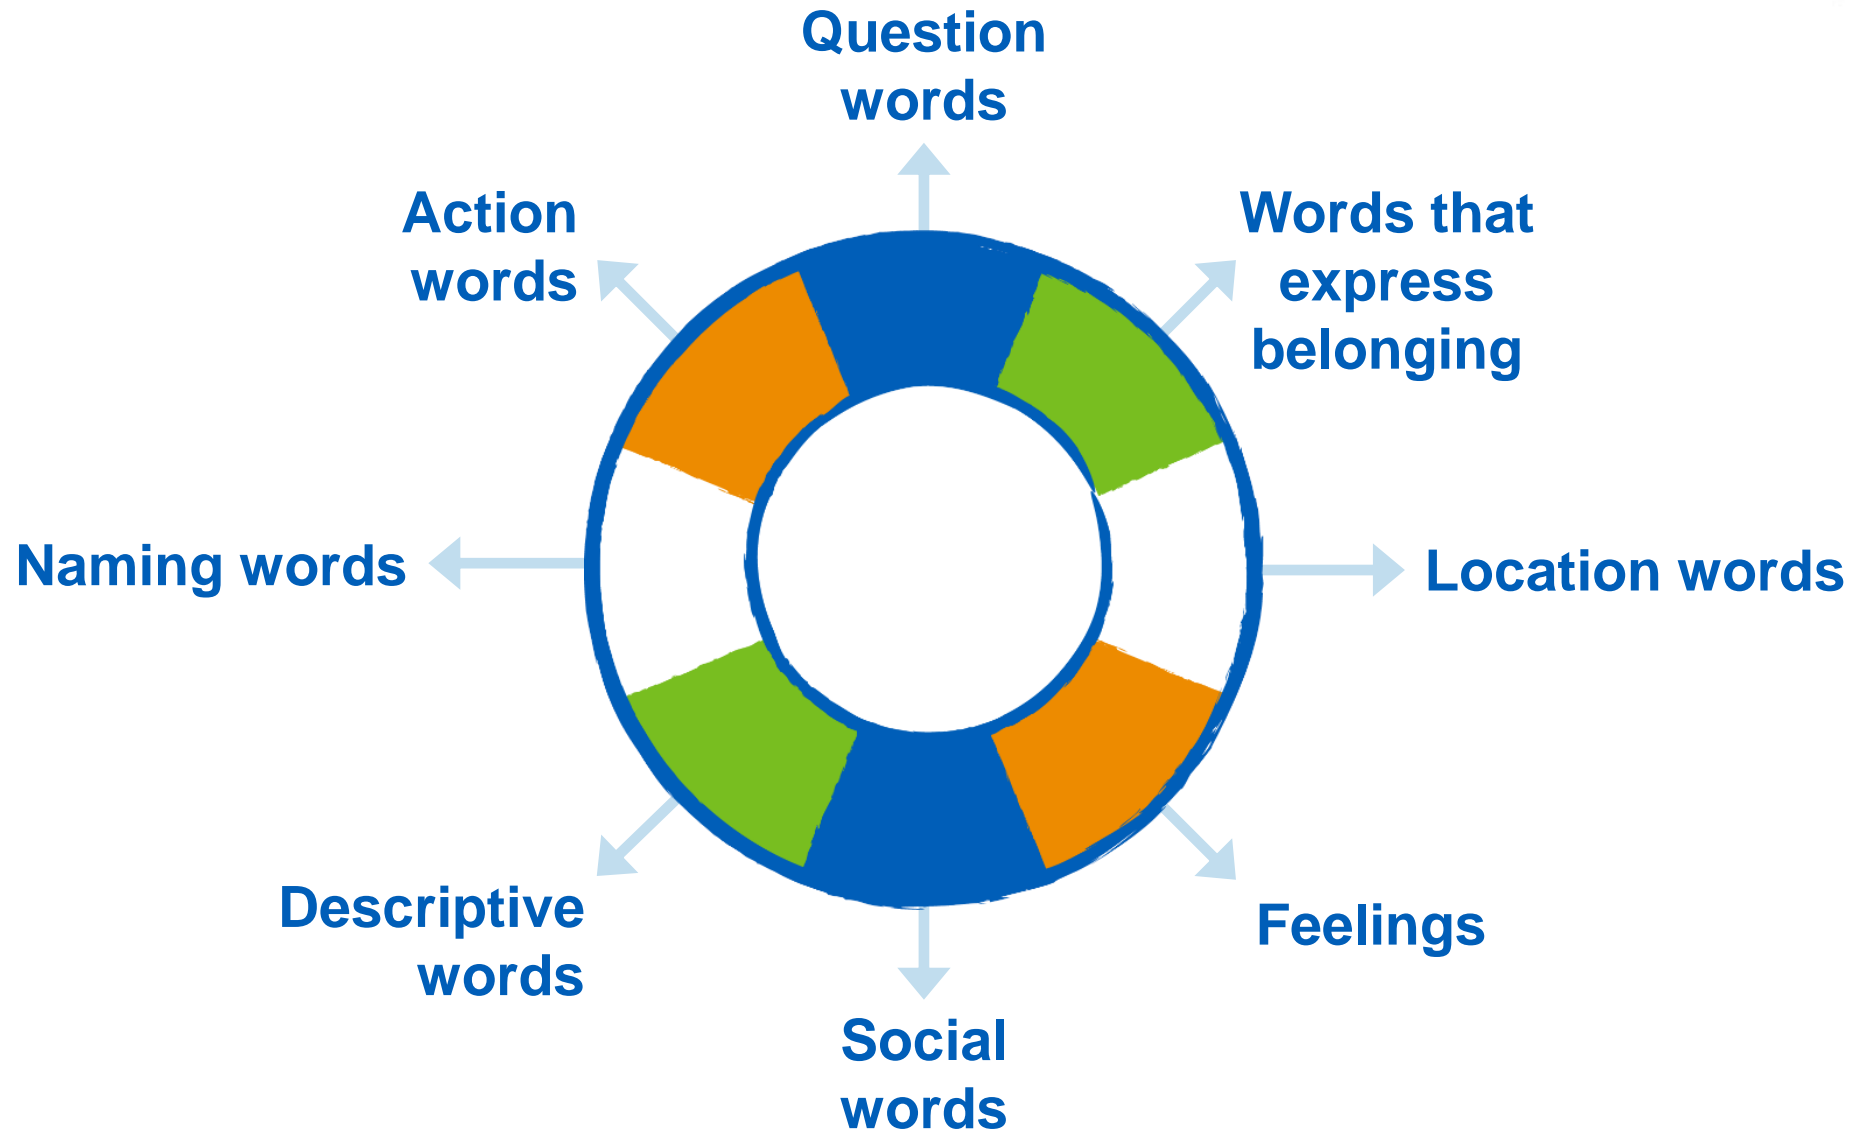 Question
words
Action
words
Words that
express
belonging
Naming words
Location words
Descriptive
words
Feelings
Social
words